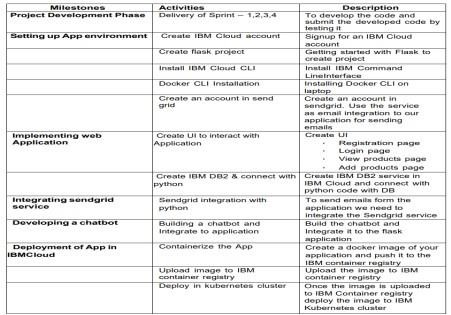 Milestones Activities Description
Project Development Phase Delivery of Sprint – 1,2,3,4 To develop the code and
submit the developed code by
testing it
Setting up App environment Create IBM Cloud account Signup for an IBM Cloud
account
Create flask project Getting started with Flask to
create project
Install IBM Cloud CLI Install IBM Command
LineInterface
Docker CLI Installation Installing Docker CLI on
laptop
Create an account in send
grid
Create an account in
sendgrid. Use the service
as email integration to our
application for sending
emails
Implementing web
Application
Create UI to interact with
Application
Create UI
· Registration page
· Login page
· View products page
· Add products page
Create IBM DB2 & connect with
python
Create IBM DB2 service in
IBM Cloud and connect with
python code with DB
Integrating sendgrid
service
Sendgrid integration with
python
To send emails form the
application we need to
integrate the Sendgrid service
Developing a chatbot Building a chatbot and
Integrate to application
Build the chatbot and
Integrate it to the flask
application
Deployment of App in
IBMCloud
Containerize the App Create a docker image of your
application and push it to the
IBM container registry
Upload image to IBM
container registry
Upload the image to IBM
container registry
Deploy in kubernetes cluster Once the image is uploaded
to IBM Container registry
deploy the image to IBM
Kubernetes cluster